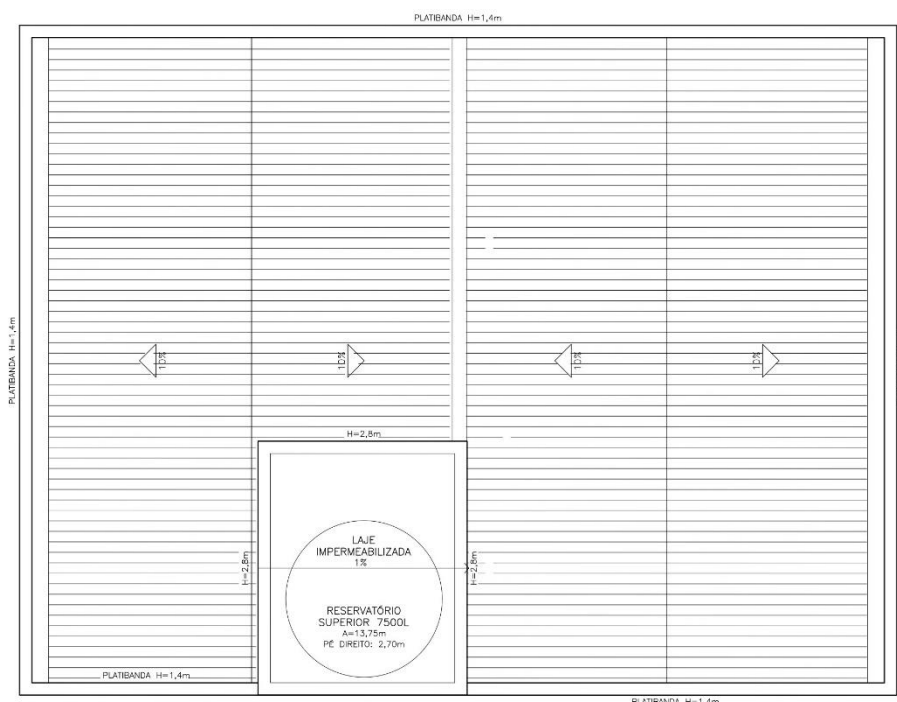 PLATIBANDA H=1,4m
PLATIBANDA H=1,4m
10%
10%
10%
10%
H=2,8m
H=2,8m
H=2,8m
LAJE
IMPERMEABILIZADA
1%
RESERVATÓRIO
SUPERIOR 7500L
A=13,75m
PÉ DIREITO: 2,70m
PLATIBANDA H=1,4m
PLATIBANDA H=1,4m